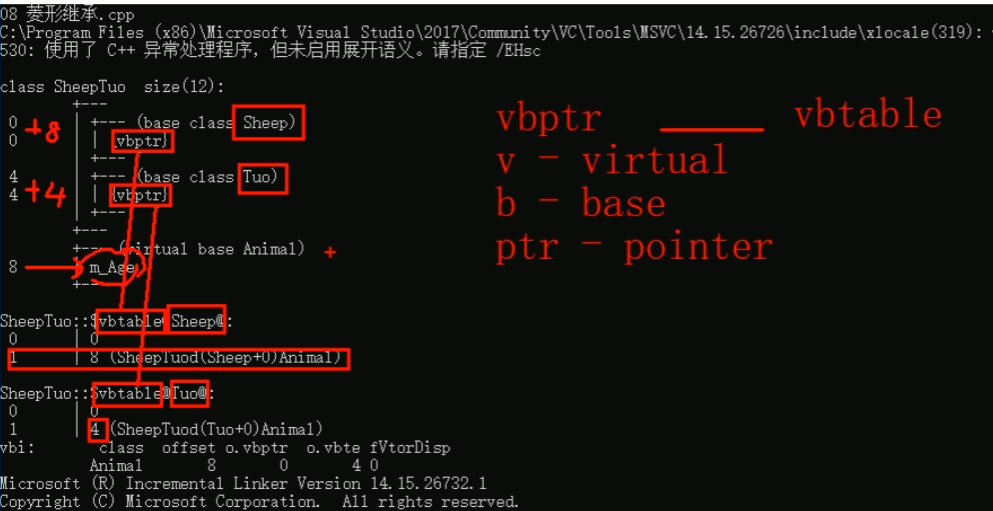 08 菱形继承.cpp
C:\Program Files (x86)\Microsoft Visual Studio\2017\Community\VC\Tools\MSVC\14.15.26726\include\xlocale(319):
530: 使用了 C++ 异常处理程序，但未启用展开语义。请指定 /EHsc
class SheepTuo  size(12):
+---
0 +8 | +--- (base class Sheep)
0 | | {vbptr}
| +---
4 +4 | +--- (base class Tuo)
4 | | {vbptr}
| +---
+---
+--- (virtual base Animal) +
8 | m_Age
+---
SheepTuo::$vbtable@Sheep@:
0 | 0
1 | 8 (SheepTuod(Sheep+0)Animal)
SheepTuo::$vbtable@Tuo@:
0 | 0
1 | 4 (SheepTuod(Tuo+0)Animal)
vbi: class offset o.vbptr o.vbte fVtorDisp
Animal 8 0 4 0
Microsoft (R) Incremental Linker Version 14.15.26732.1
Copyright (C) Microsoft Corporation.  All rights reserved.
vbptr ______ vbtable
v - virtual
b - base
ptr - pointer